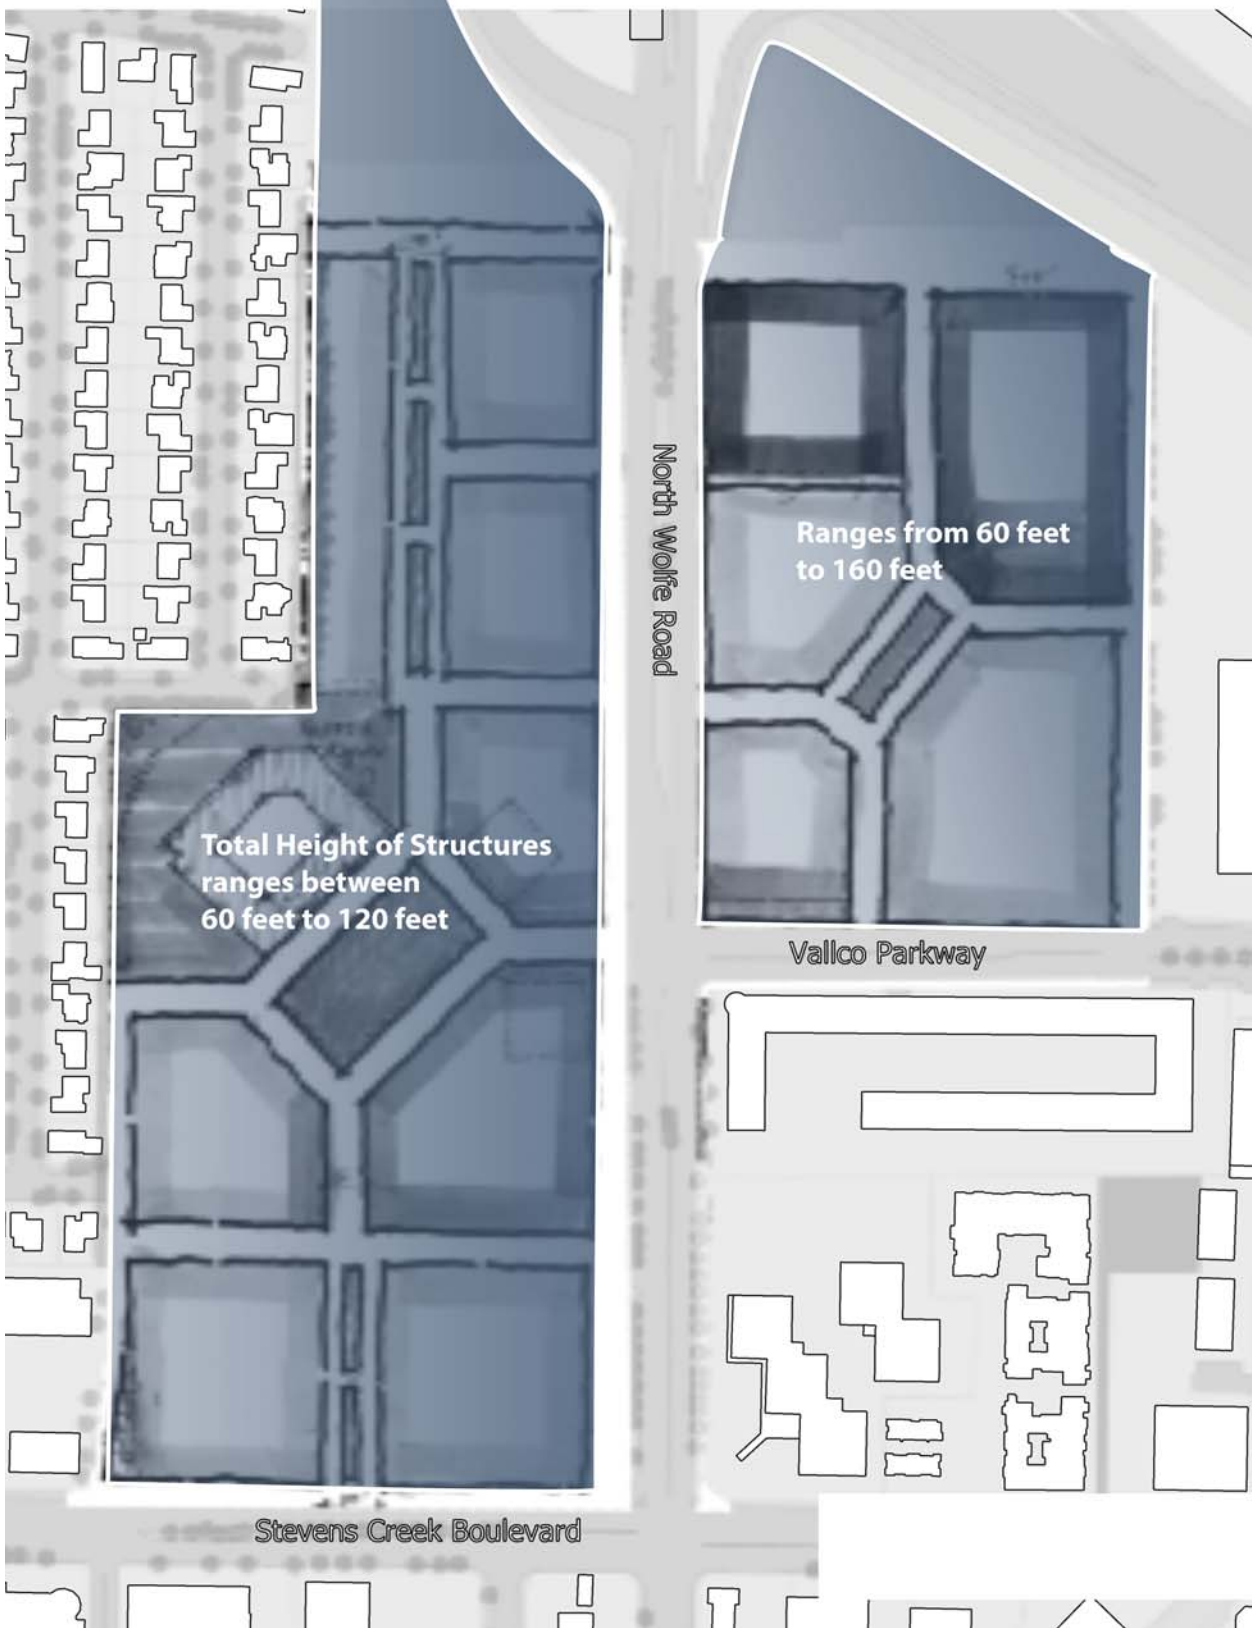 North Wolfe Road
Ranges from 60 feet
to 160 feet
Total Height of Structures
ranges between
60 feet to 120 feet
Vallco Parkway
Stevens Creek Boulevard